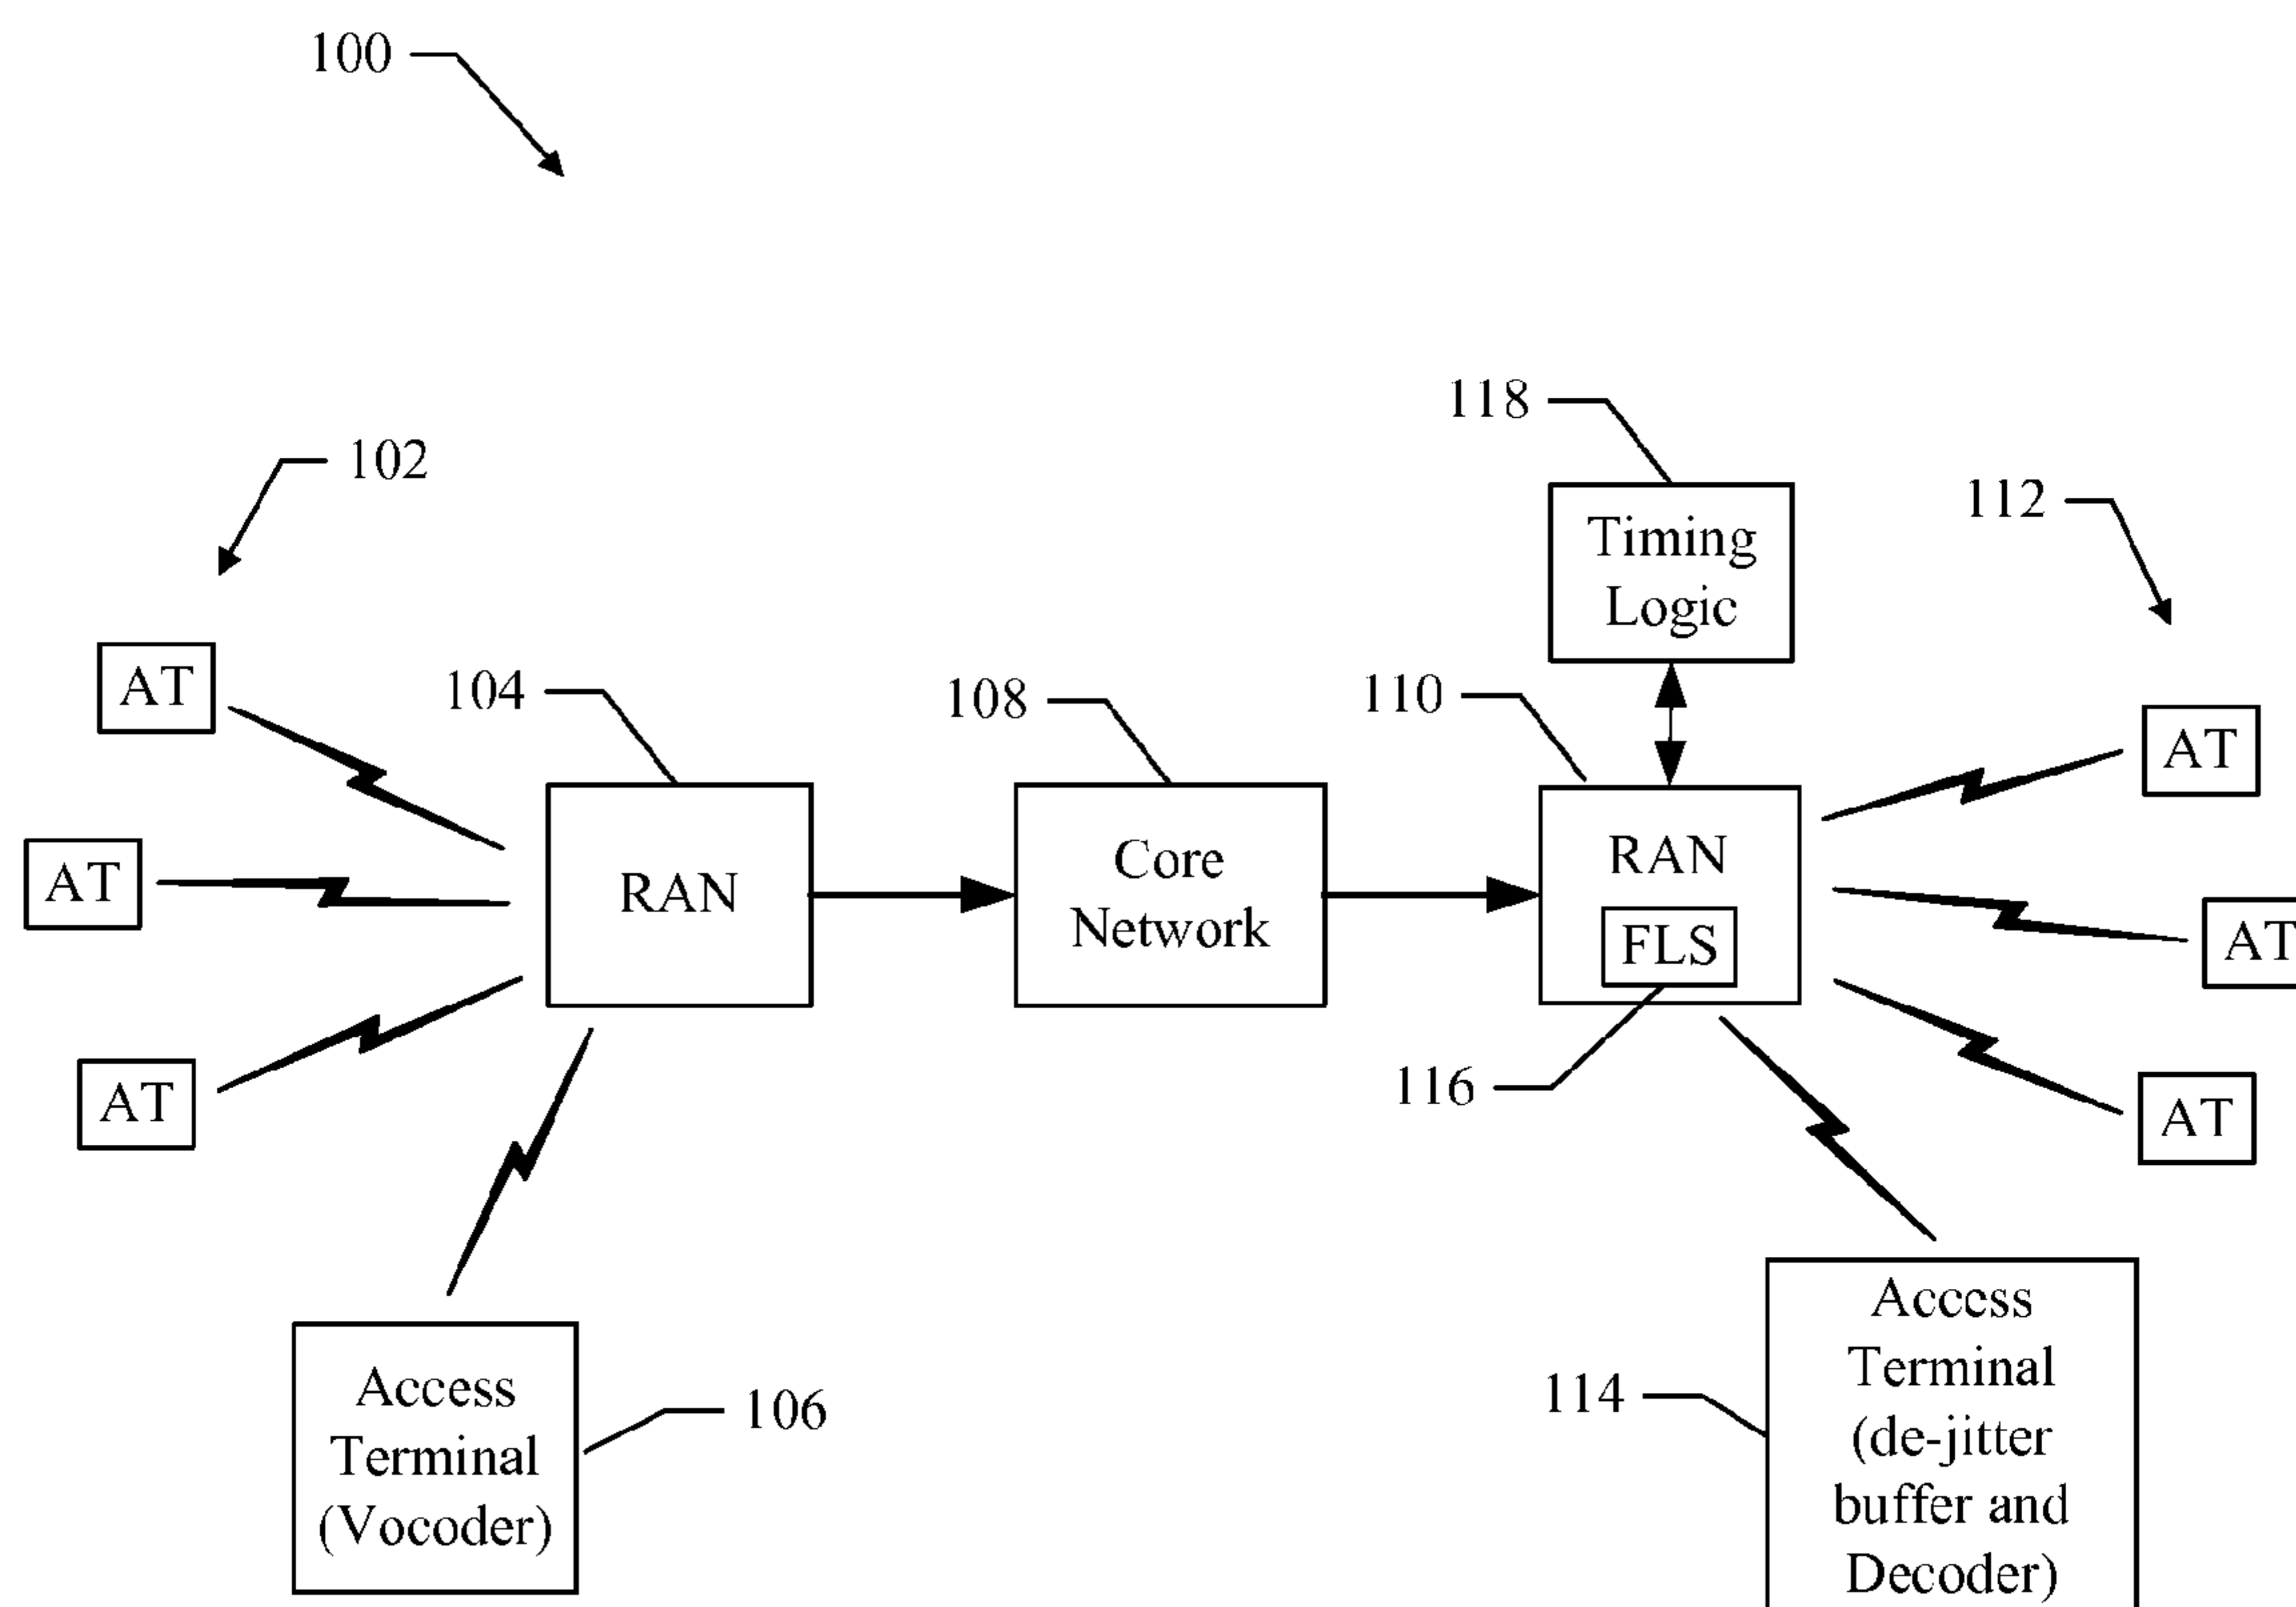 100
118
102
112
Timing
Logic
AT
104
108
110
AT
RAN
Core
Network
RAN
AT
FLS
AT
116
AT
AT
Access
Terminal
(Vocoder)
106
114
Access
Terminal
(de-jitter
buffer and
Decoder)